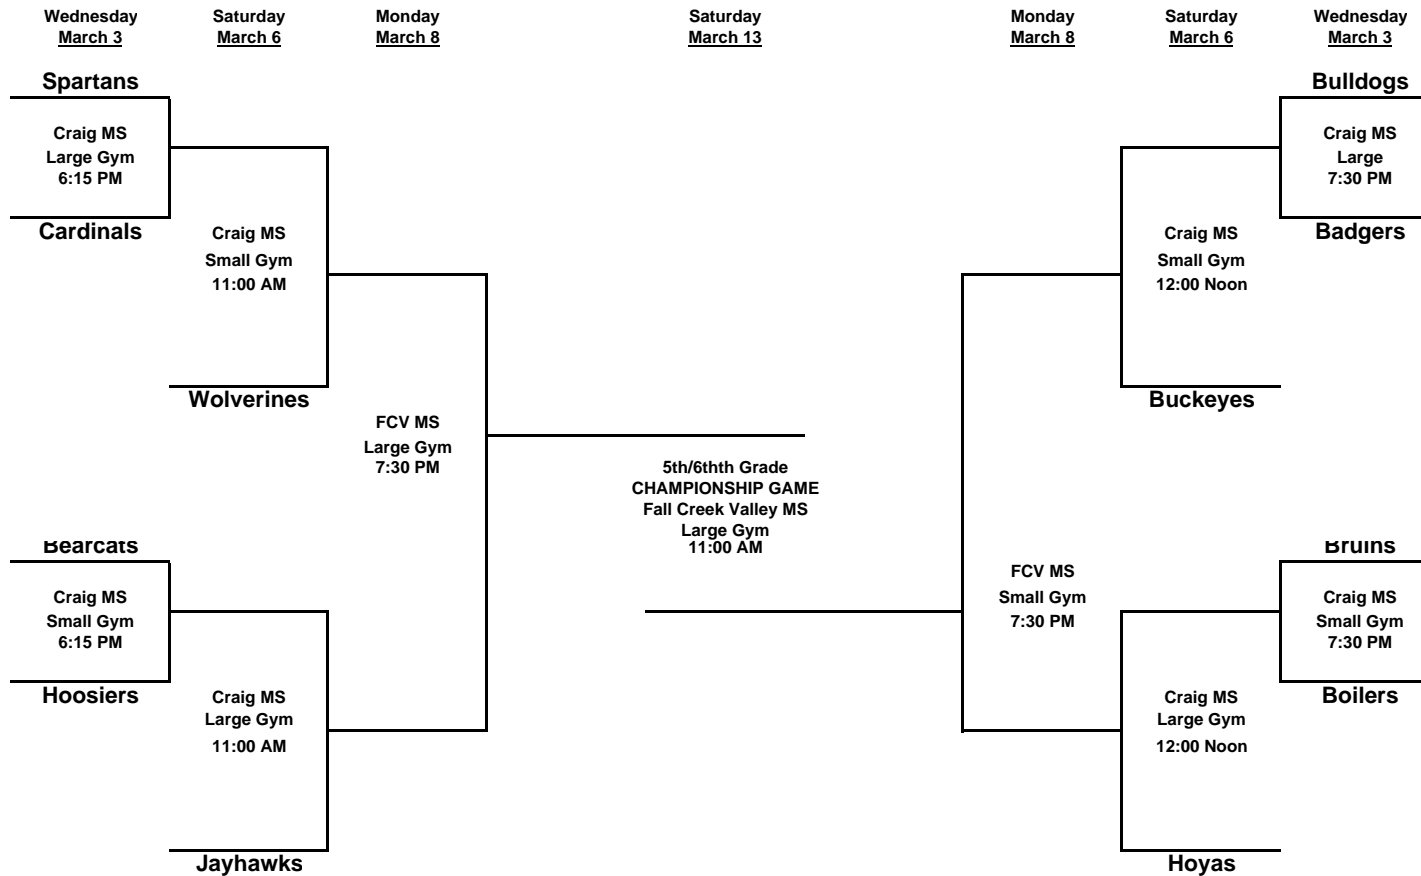 Wednesday Saturday Monday Saturday Monday Saturday Wednesday
March 3 March 6 March 8 March 13 March 8 March 6 March 3
Spartans
Craig MS
Large Gym
6:15 PM
Cardinals
Craig MS
Small Gym
11:00 AM
Wolverines
FCV MS
Large Gym
7:30 PM
Bearcats
Craig MS
Small Gym
6:15 PM
Hoosiers
Craig MS
Large Gym
11:00 AM
Jayhawks
5th/6thth Grade
CHAMPIONSHIP GAME
Fall Creek Valley MS
Large Gym
11:00 AM
Bulldogs
Craig MS
Large
7:30 PM
Badgers
Craig MS
Small Gym
12:00 Noon
Buckeyes
FCV MS
Small Gym
7:30 PM
Bruins
Craig MS
Small Gym
7:30 PM
Boilers
Craig MS
Large Gym
12:00 Noon
Hoyas